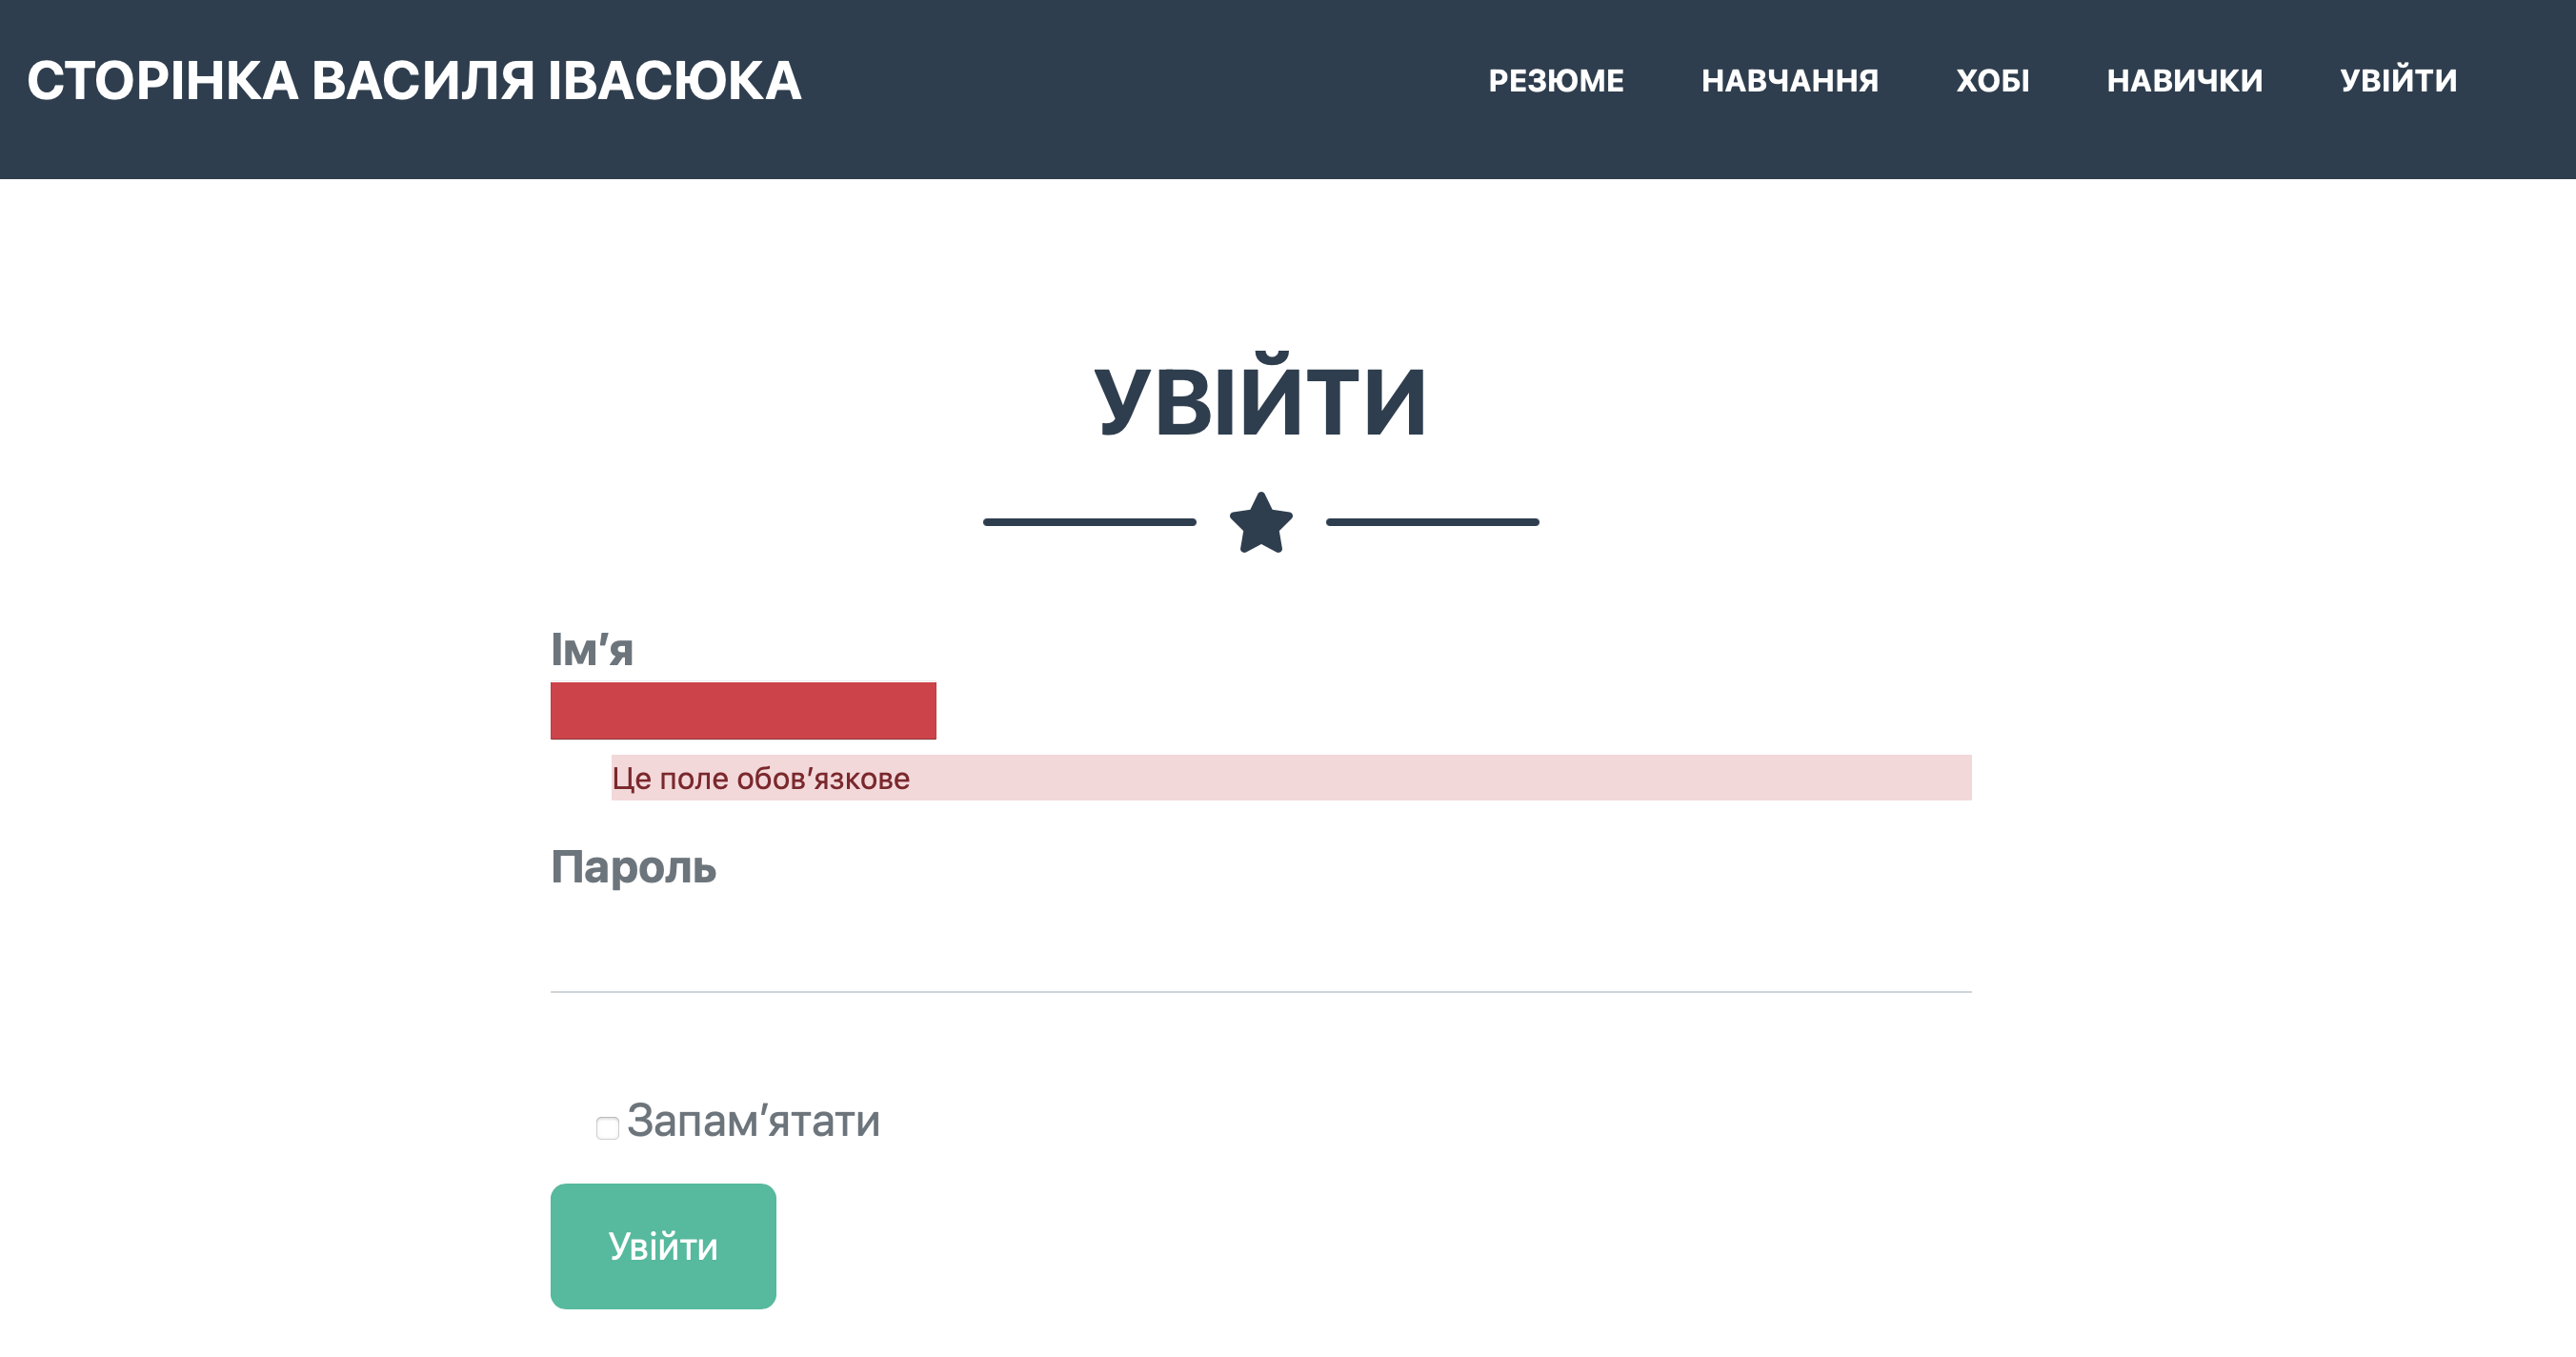 СТОРІНКА ВАСИЛЯ ІВАСЮКА
РЕЗЮМЕ НАВЧАННЯ ХОБІ НАВИЧКИ УВІЙТИ
УВІЙТИ
Ім’я
Це поле обов’язкове
Пароль
Запам’ятати
Увійти